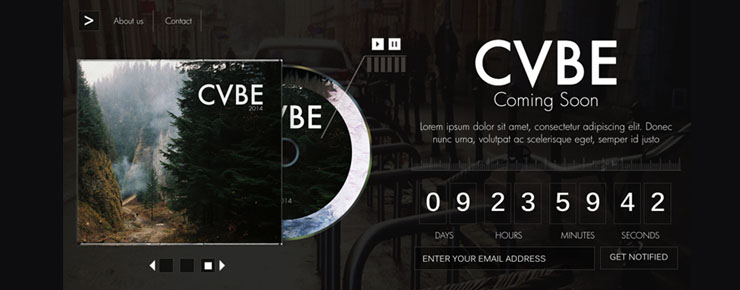 > About us Contact
CVBE
2014
VBE
014
CVBE
Coming Soon
Lorem ipsum dolor sit amet, consectetur adipiscing elit. Donec
nunc urna, volutpat ac scelerisque eget, semper id justo
0 9 2 3 5 9 4 2
DAYS HOURS MINUTES SECONDS
ENTER YOUR EMAIL ADDRESS GET NOTIFIED